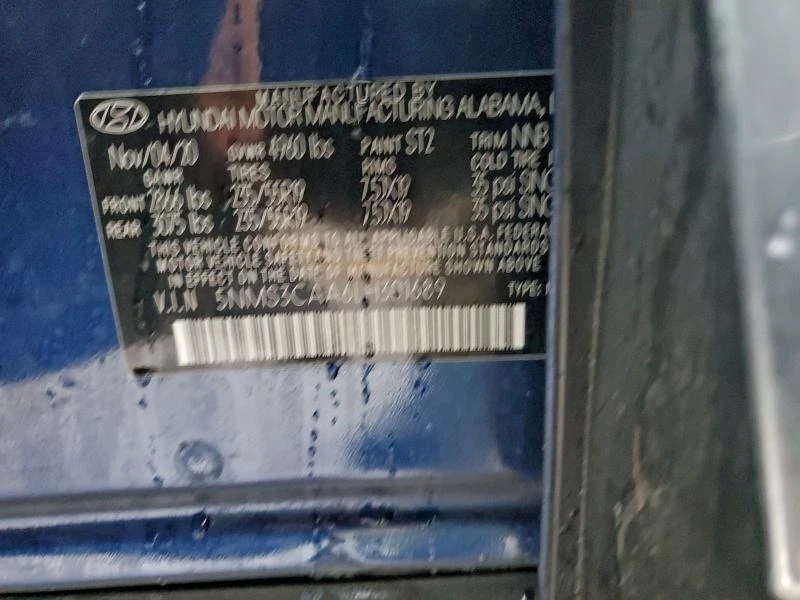 MANUFACTURED BY
HYUNDAI MOTOR MANUFACTURING ALABAMA,
Nov/04/20 GVWR 4960 lbs PAINT ST2 TRIM NNB
GAWR TIRES RIMS COLD TIRE
FRONT 2866 lbs 235/55R19 7.5JX19 35 psi SNG
REAR 3075 lbs 235/55R19 7.5JX19 35 psi SNG
THIS VEHICLE CONFORMS TO ALL APPLICABLE U.S.A. FEDERAL
MOTOR VEHICLE STANDARDS
IN EFFECT ON THE DATE OF MANUFACTURE SHOWN ABOVE
V.I.N TYPE: